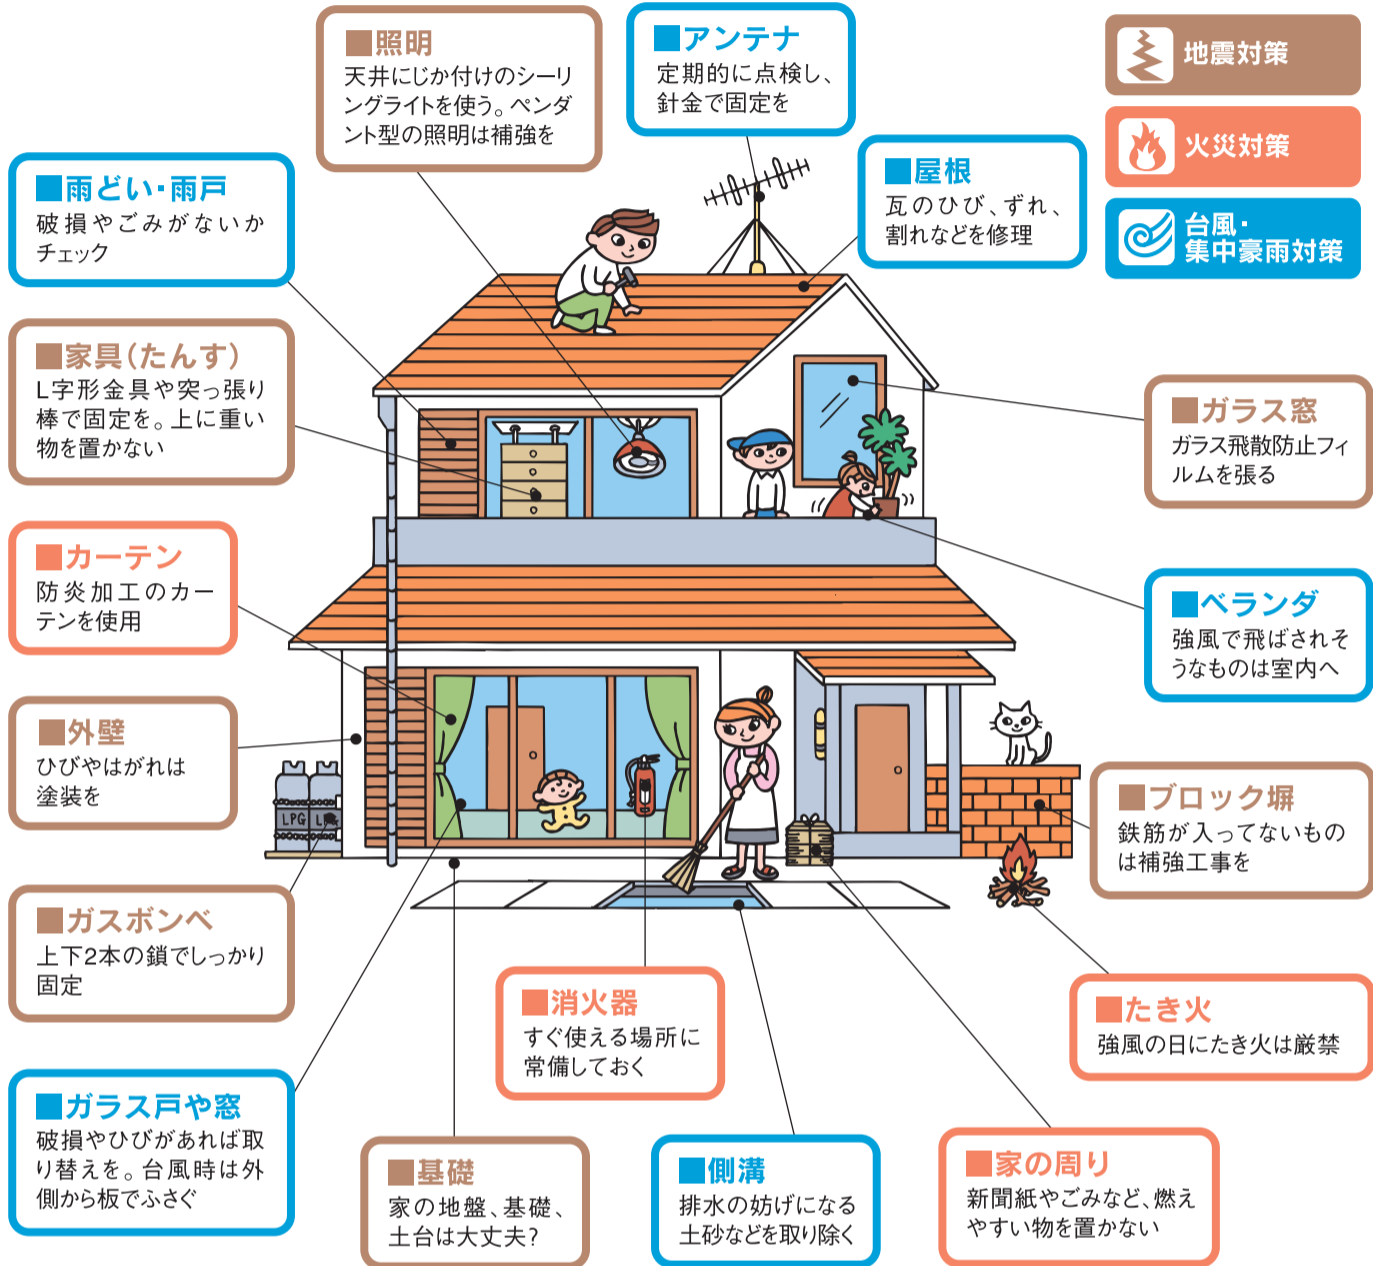 ■照明
天井にじか付けのシーリ
ングライトを使う。ペンダ
ント型の照明は補強を
■アンテナ
定期的に点検し、
針金で固定を
地震対策
火災対策
台風・
集中豪雨対策
■雨どい・雨戸
破損やごみがないか
チェック
■屋根
瓦のひび、ずれ、
割れなどを修理
■家具(たんす)
L字形金具や突っ張り
棒で固定を。上に重い
物を置かない
■ガラス窓
ガラス飛散防止フィ
ルムを張る
■カーテン
防炎加工のカー
テンを使用
■ベランダ
強風で飛ばされそ
うなものは室内へ
■外壁
ひびやはがれは
塗装を
LPG
■ブロック塀
鉄筋が入ってないもの
は補強工事を
■ガスボンベ
上下2本の鎖でしっかり
固定
■消火器
すぐ使える場所に
常備しておく
■たき火
強風の日にたき火は厳禁
■ガラス戸や窓
破損やひびがあれば取
り替えを。台風時は外
側から板でふさぐ
■基礎
家の地盤、基礎、
土台は大丈夫?
■側溝
排水の妨げになる
土砂などを取り除く
■家の周り
新聞紙やごみなど、燃え
やすい物を置かない